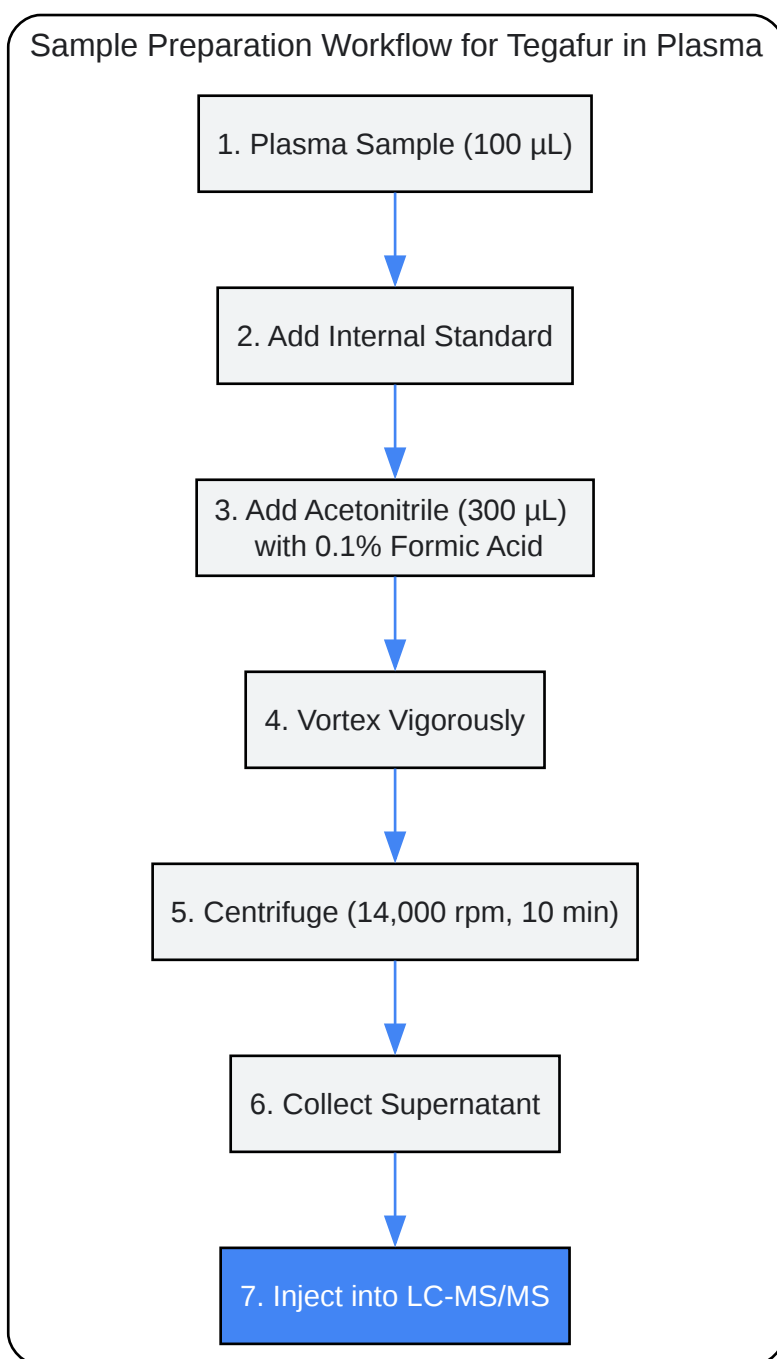 Sample Preparation Workflow for Tegafur in Plasma
1. Plasma Sample (100 µL)
2. Add Internal Standard
3. Add Acetonitrile (300 µL)
with 0.1% Formic Acid
4. Vortex Vigorously
5. Centrifuge (14,000 rpm, 10 min)
6. Collect Supernatant
7. Inject into LC-MS/MS